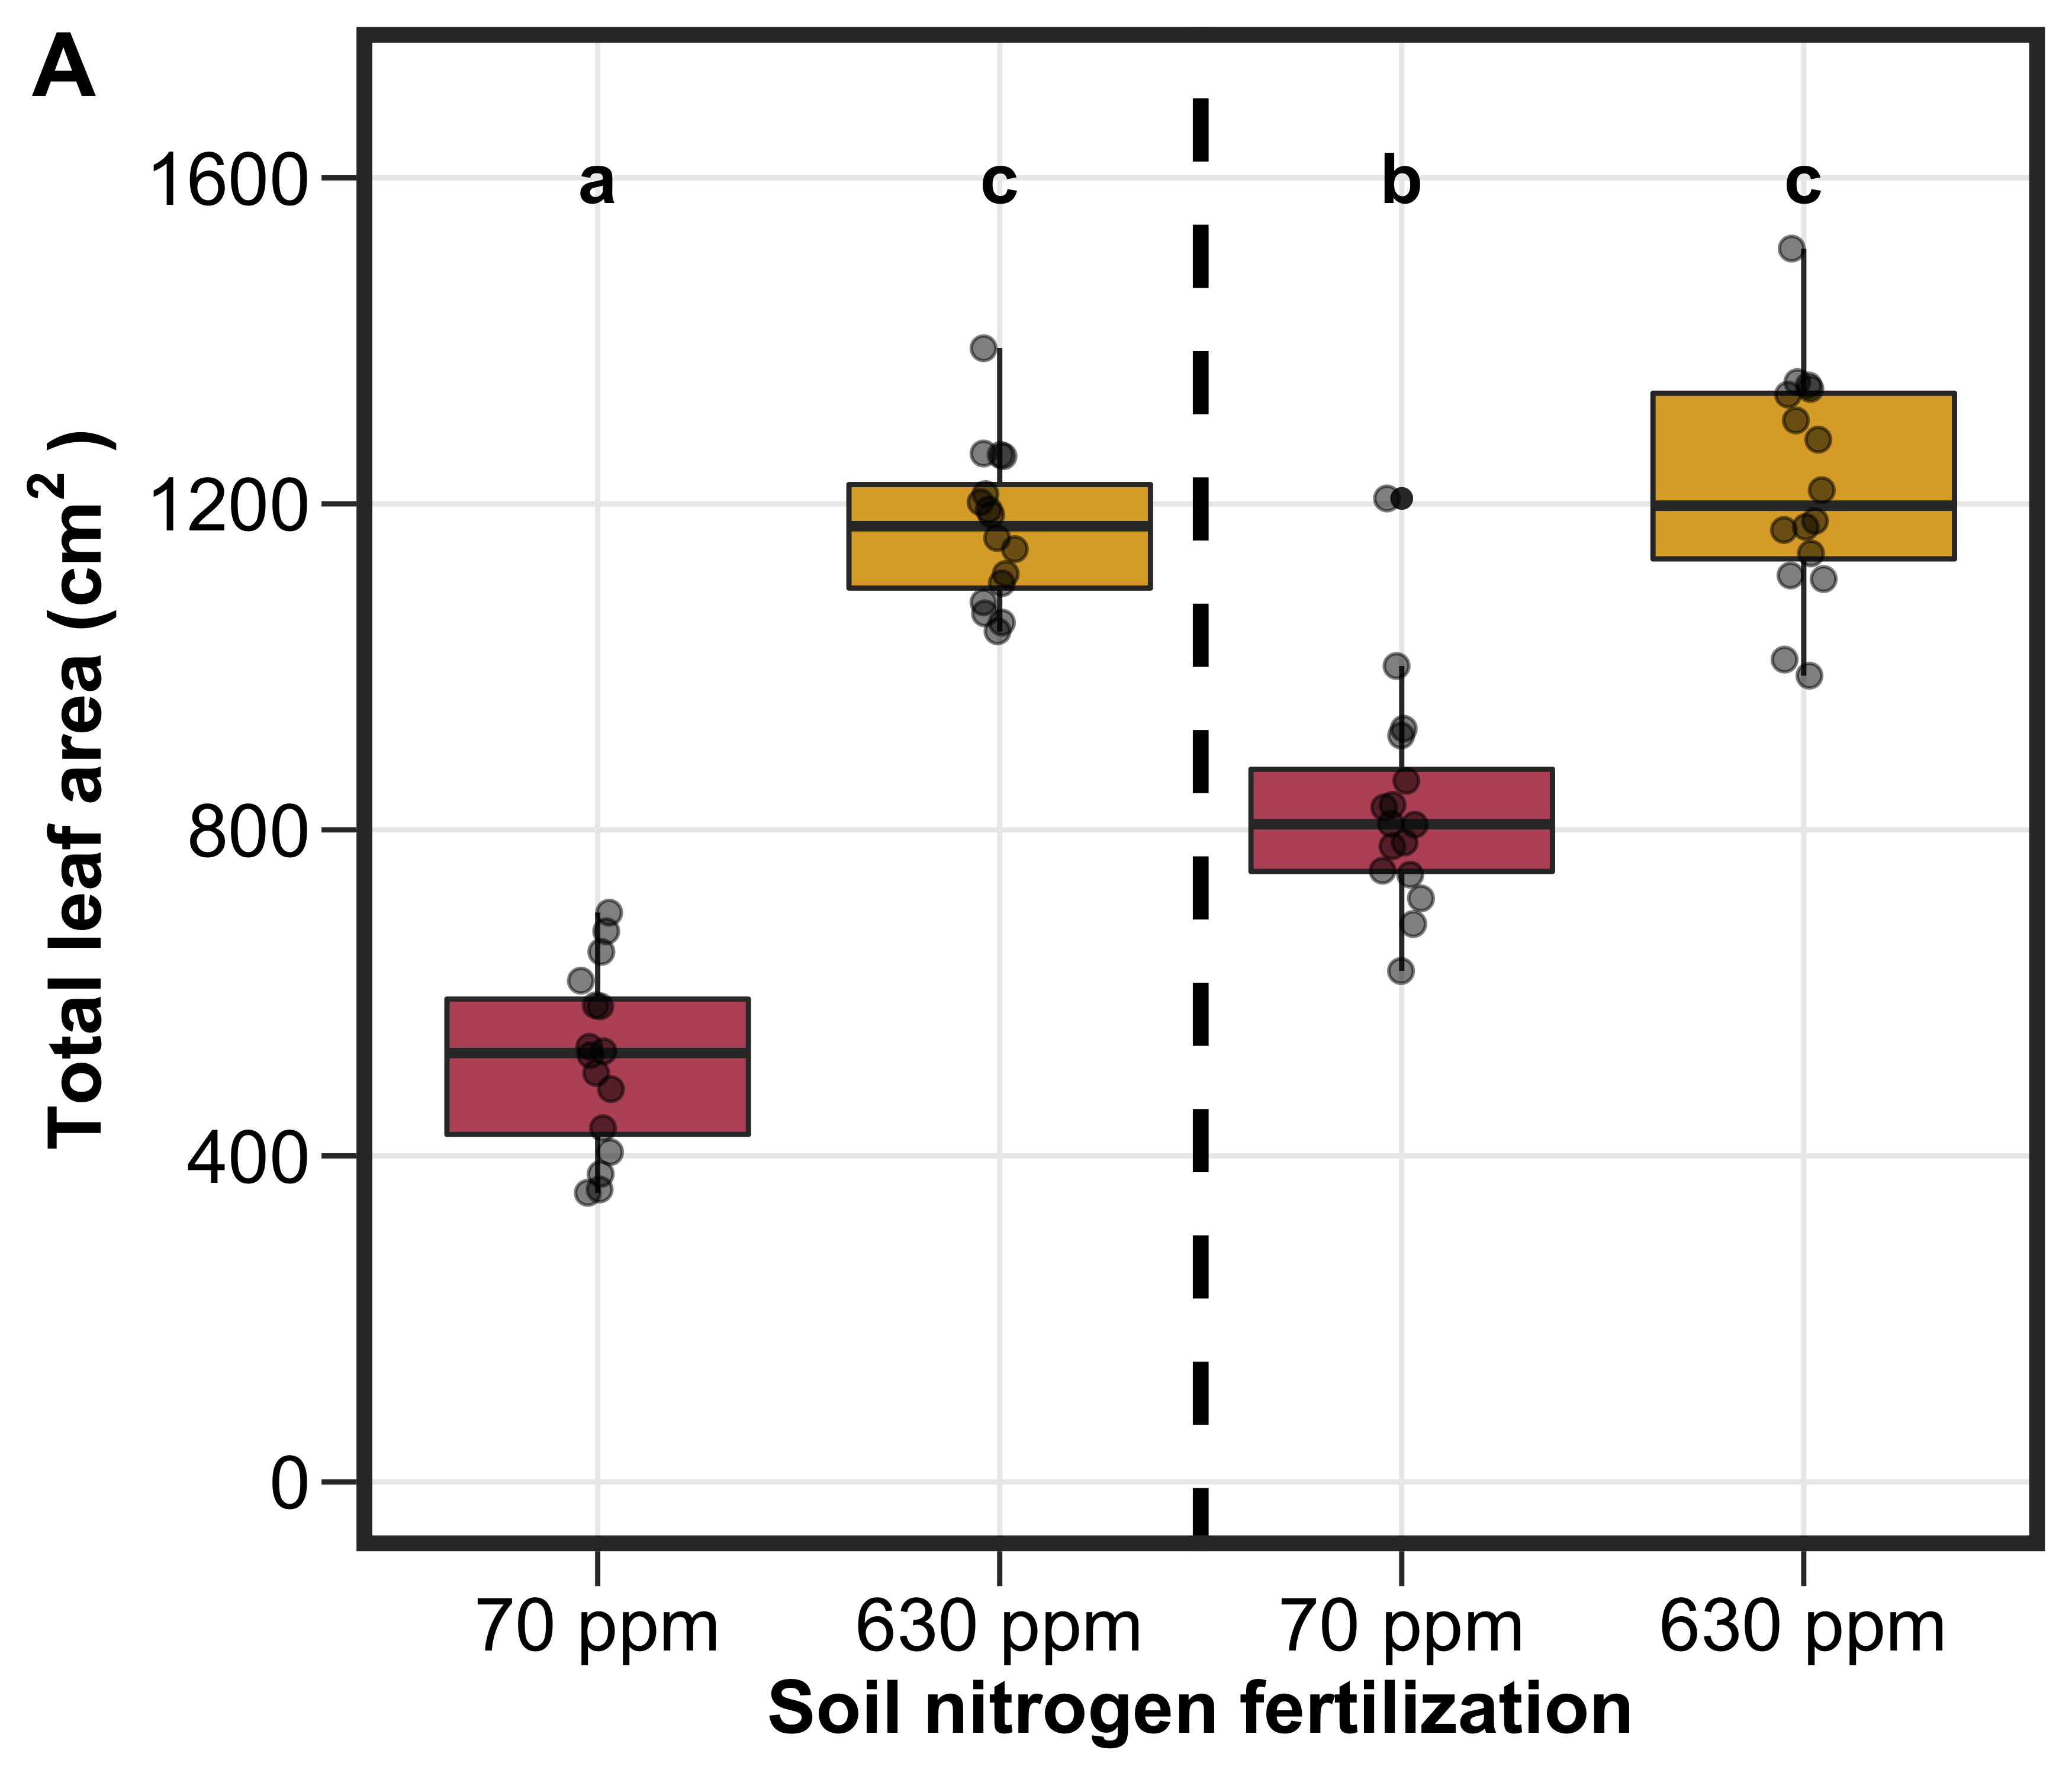 A
Total leaf area (cm²)
1600
1200
800
400
0
a c b c
70 ppm 630 ppm 70 ppm 630 ppm
Soil nitrogen fertilization